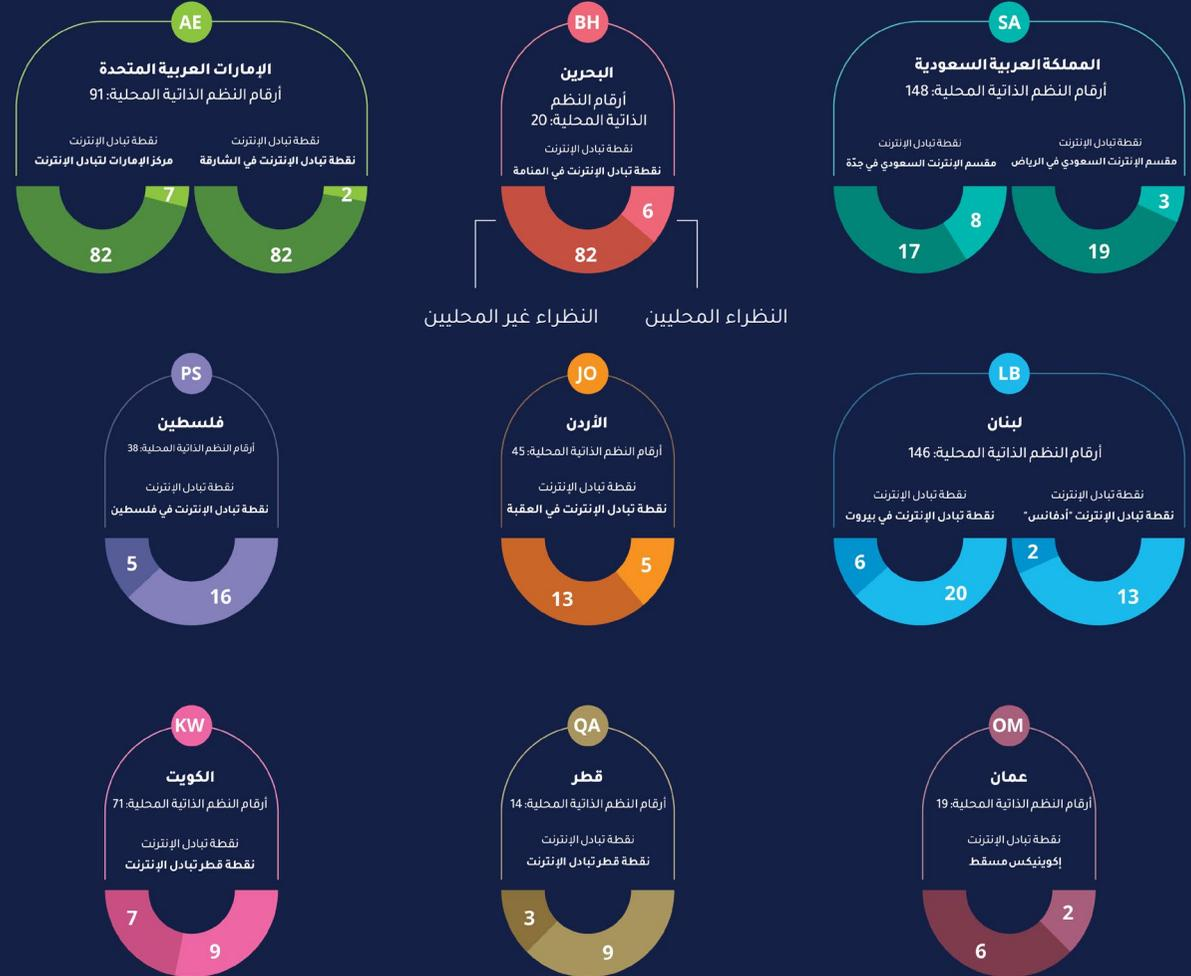 SA
المملكة العربية السعودية
أرقام النظم الذاتية المحلية: 148
نقطة تبادل الإنترنت
مقسم الإنترنت السعودي في الرياض
3
19
نقطة تبادل الإنترنت
مقسم الإنترنت السعودي في جدّة
8
17
BH
البحرين
أرقام النظم
الذاتية المحلية: 20
نقطة تبادل الإنترنت
نقطة تبادل الإنترنت في المنامة
6
82
النظراء المحليين
النظراء غير المحليين
AE
الإمارات العربية المتحدة
أرقام النظم الذاتية المحلية: 91
نقطة تبادل الإنترنت
نقطة تبادل الإنترنت في الشارقة
2
82
نقطة تبادل الإنترنت
مركز الإمارات لتبادل الإنترنت
7
82
LB
لبنان
أرقام النظم الذاتية المحلية: 146
نقطة تبادل الإنترنت
نقطة تبادل الإنترنت "أدفانس"
2
13
نقطة تبادل الإنترنت
نقطة تبادل الإنترنت في بيروت
6
20
JO
الأردن
أرقام النظم الذاتية المحلية: 45
نقطة تبادل الإنترنت
نقطة تبادل الإنترنت في العقبة
5
13
PS
فلسطين
أرقام النظم الذاتية المحلية: 38
نقطة تبادل الإنترنت
نقطة تبادل الإنترنت في فلسطين
5
16
OM
عمان
أرقام النظم الذاتية المحلية: 19
نقطة تبادل الإنترنت
إكوينيكس مسقط
2
6
QA
قطر
أرقام النظم الذاتية المحلية: 14
نقطة تبادل الإنترنت
نقطة قطر تبادل الإنترنت
3
9
KW
الكويت
أرقام النظم الذاتية المحلية: 71
نقطة تبادل الإنترنت
نقطة قطر تبادل الإنترنت
7
9